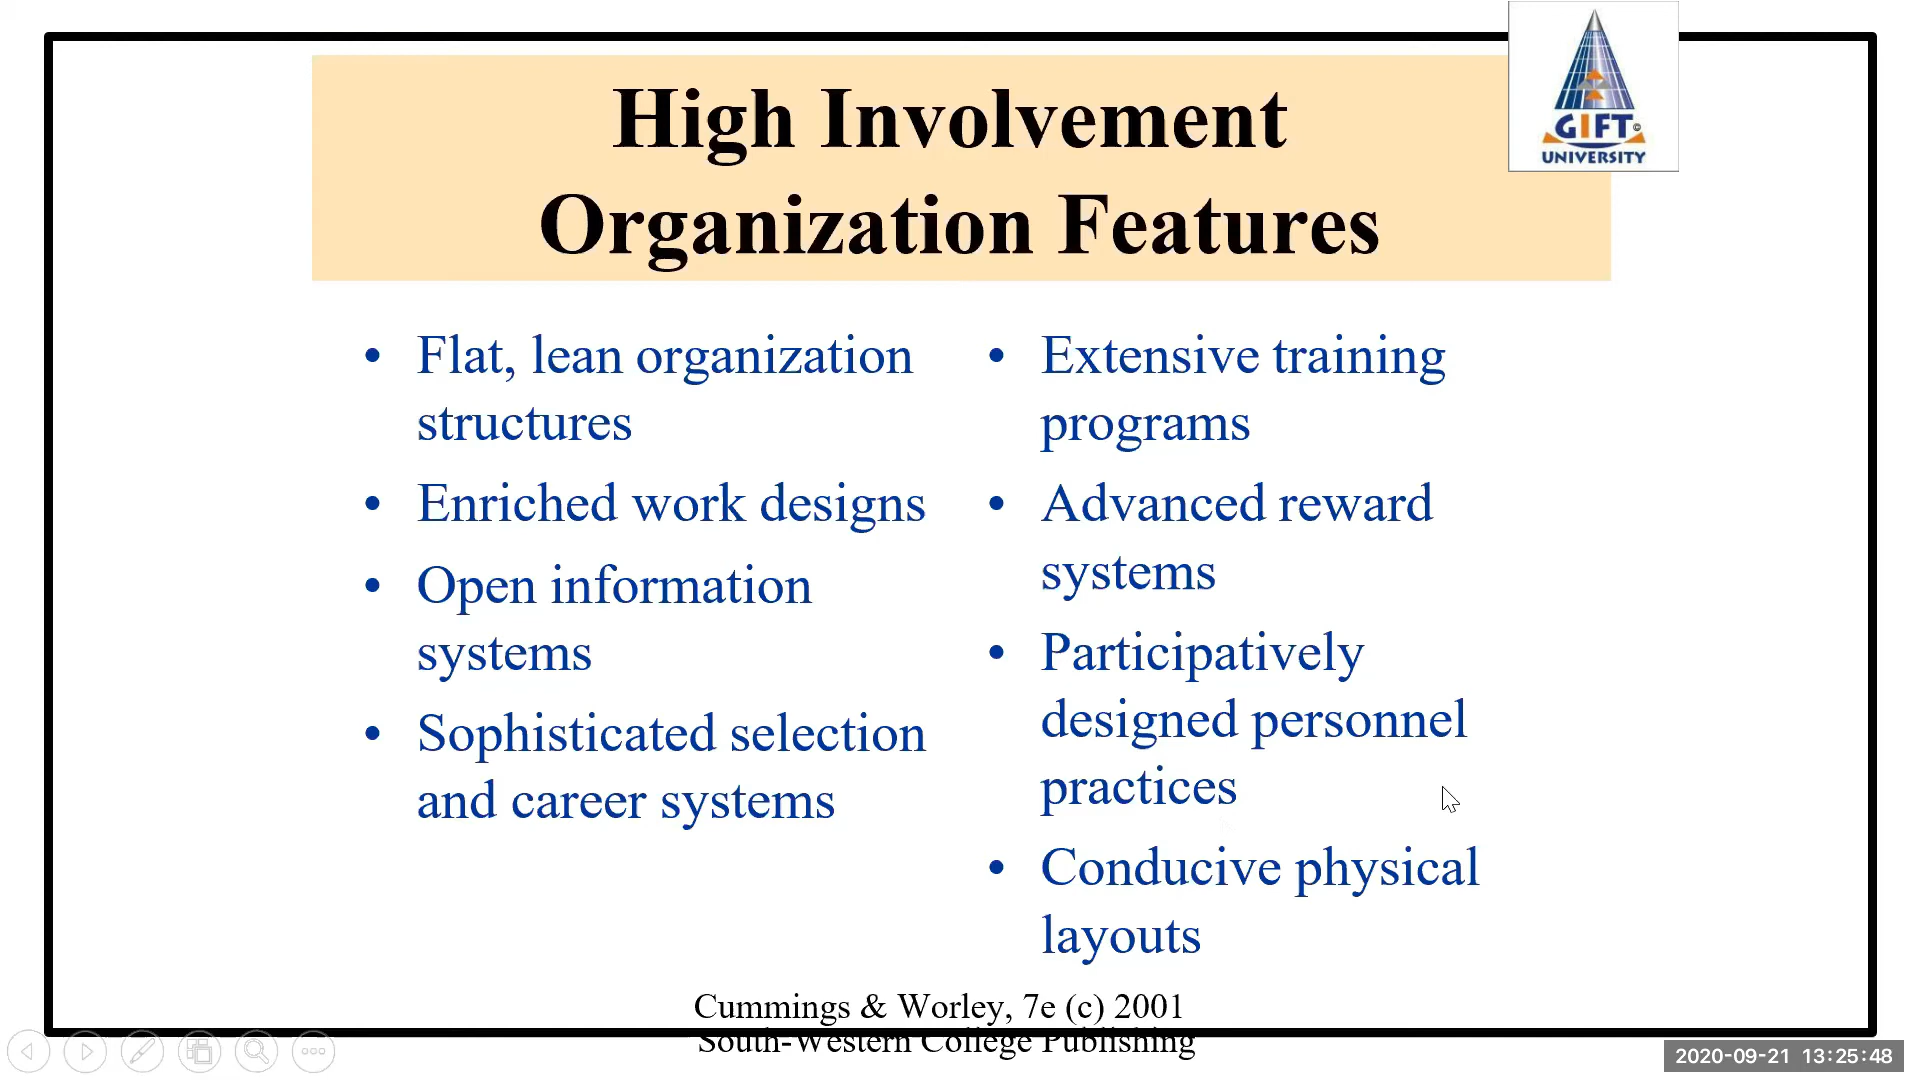 High Involvement
Organization Features
GIFT©
UNIVERSITY
• Flat, lean organization
structures
• Enriched work designs
• Open information
systems
• Sophisticated selection
and career systems
• Extensive training
programs
• Advanced reward
systems
• Participatively
designed personnel
practices
• Conducive physical
layouts
Cummings & Worley, 7e (c) 2001
South-Western College Publishing
2020-09-21 13:25:48